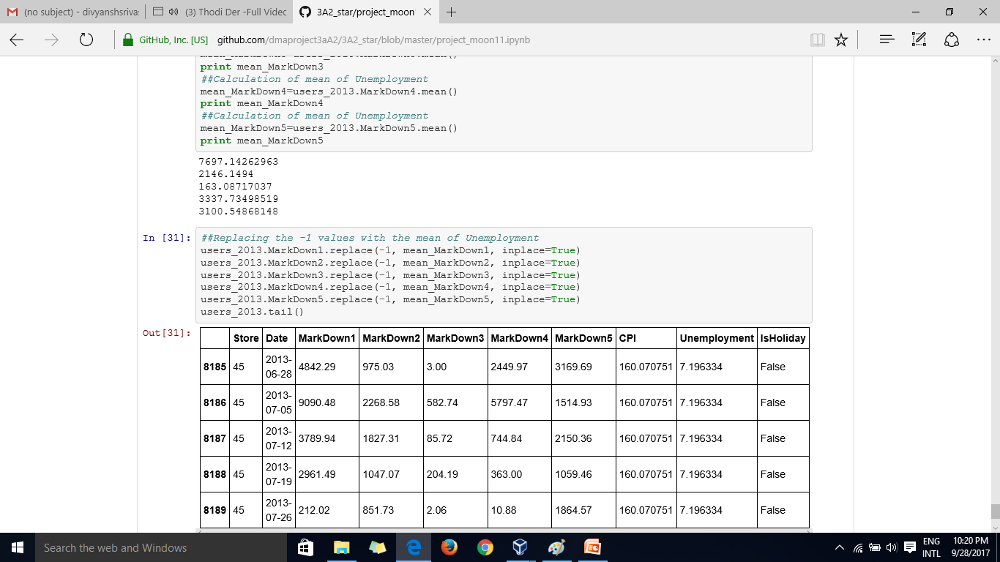 (no subject) - divyanshsrivas
(3) Thodi Der -Full Videc
3A2_star/project_moon
GitHub, Inc. [US] github.com/dmaproject3aA2/3A2_star/blob/master/project_moon11.ipynb
print mean_MarkDown3
##Calculation of mean of Unemployment
mean_MarkDown4=users_2013.MarkDown4.mean()
print mean_MarkDown4
##Calculation of mean of Unemployment
mean_MarkDown5=users_2013.MarkDown5.mean()
print mean_MarkDown5
7697.14262963
2146.1494
163.08717037
3337.73498519
3100.54868148
In [31]: ##Replacing the -1 values with the mean of Unemployment
users_2013.MarkDown1.replace(-1, mean_MarkDown1, inplace=True)
users_2013.MarkDown2.replace(-1, mean_MarkDown2, inplace=True)
users_2013.MarkDown3.replace(-1, mean_MarkDown3, inplace=True)
users_2013.MarkDown4.replace(-1, mean_MarkDown4, inplace=True)
users_2013.MarkDown5.replace(-1, mean_MarkDown5, inplace=True)
users_2013.tail()
Out[31]:
Store Date MarkDown1 MarkDown2 MarkDown3 MarkDown4 MarkDown5 CPI Unemployment IsHoliday
8185 45 2013-06-28 4842.29 975.03 3.00 2449.97 3169.69 160.070751 7.196334 False
8186 45 2013-07-05 9090.48 2268.58 582.74 5797.47 1514.93 160.070751 7.196334 False
8187 45 2013-07-12 3789.94 1827.31 85.72 744.84 2150.36 160.070751 7.196334 False
8188 45 2013-07-19 2961.49 1047.07 204.19 363.00 1059.46 160.070751 7.196334 False
8189 45 2013-07-26 212.02 851.73 2.06 10.88 1864.57 160.070751 7.196334 False
Search the web and Windows
ENG
INTL
10:20 PM
9/28/2017